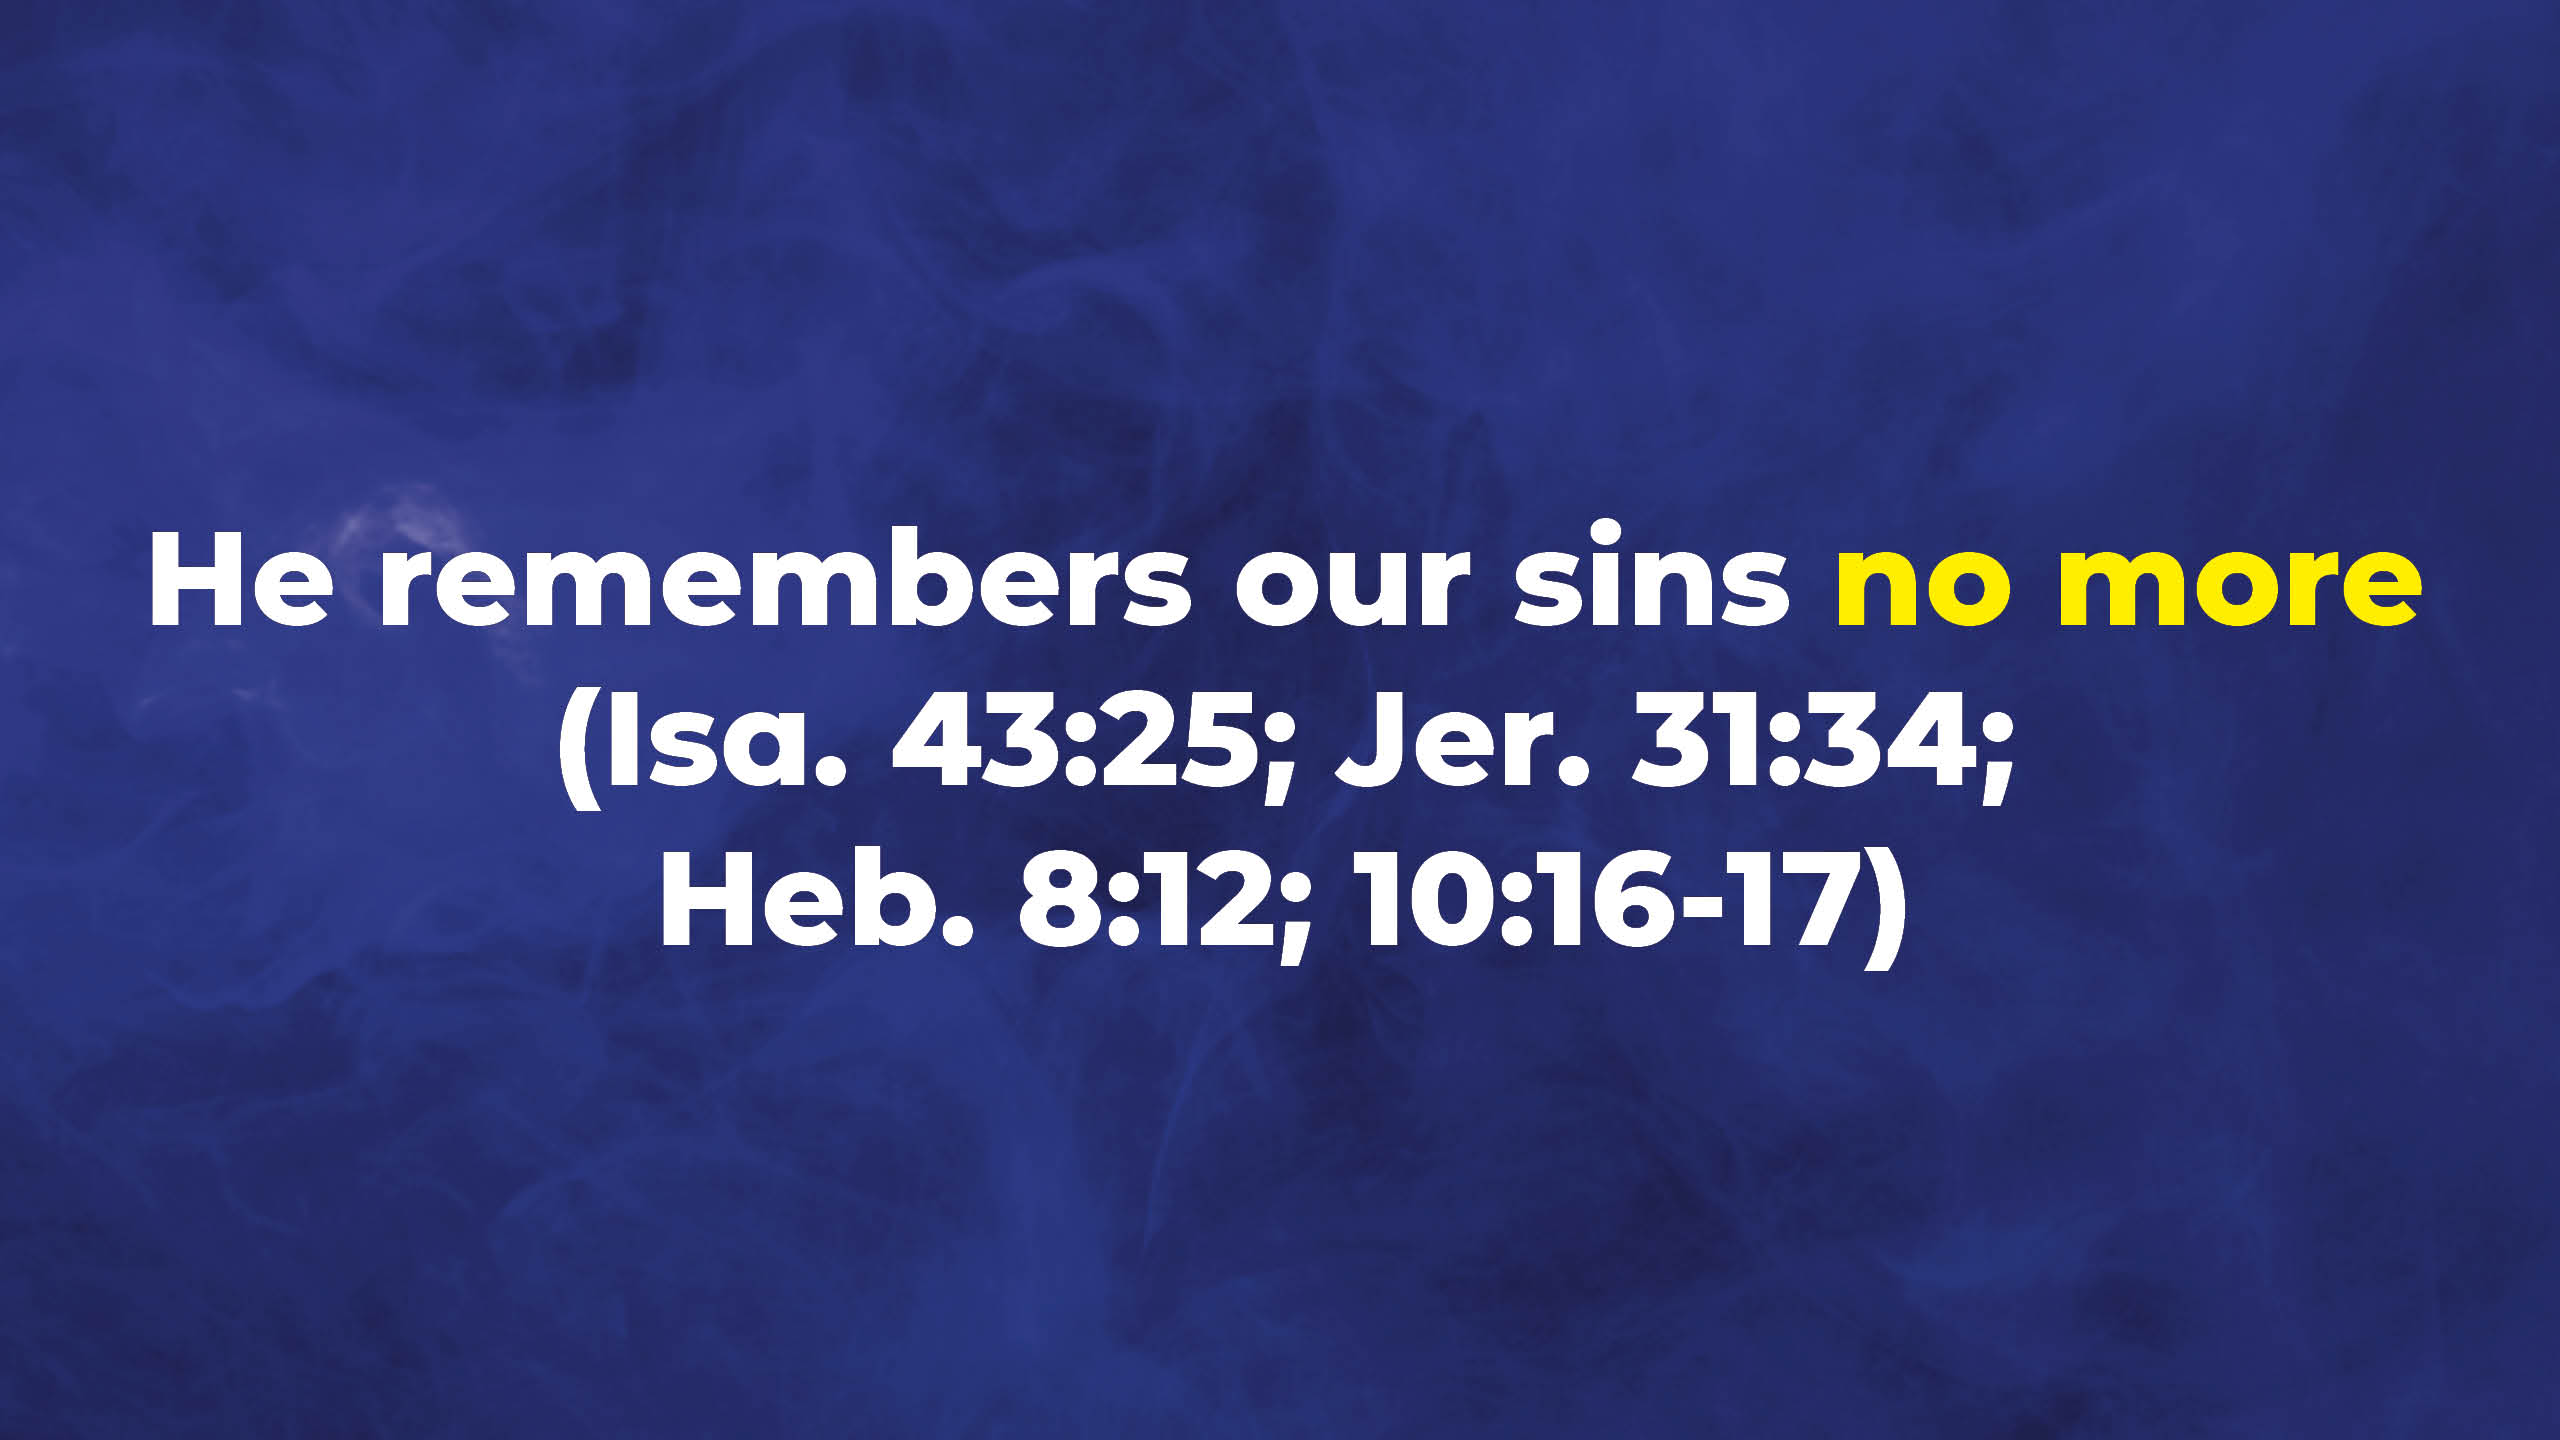 He remembers our sins no more
(Isa. 43:25; Jer. 31:34;
Heb. 8:12; 10:16-17)